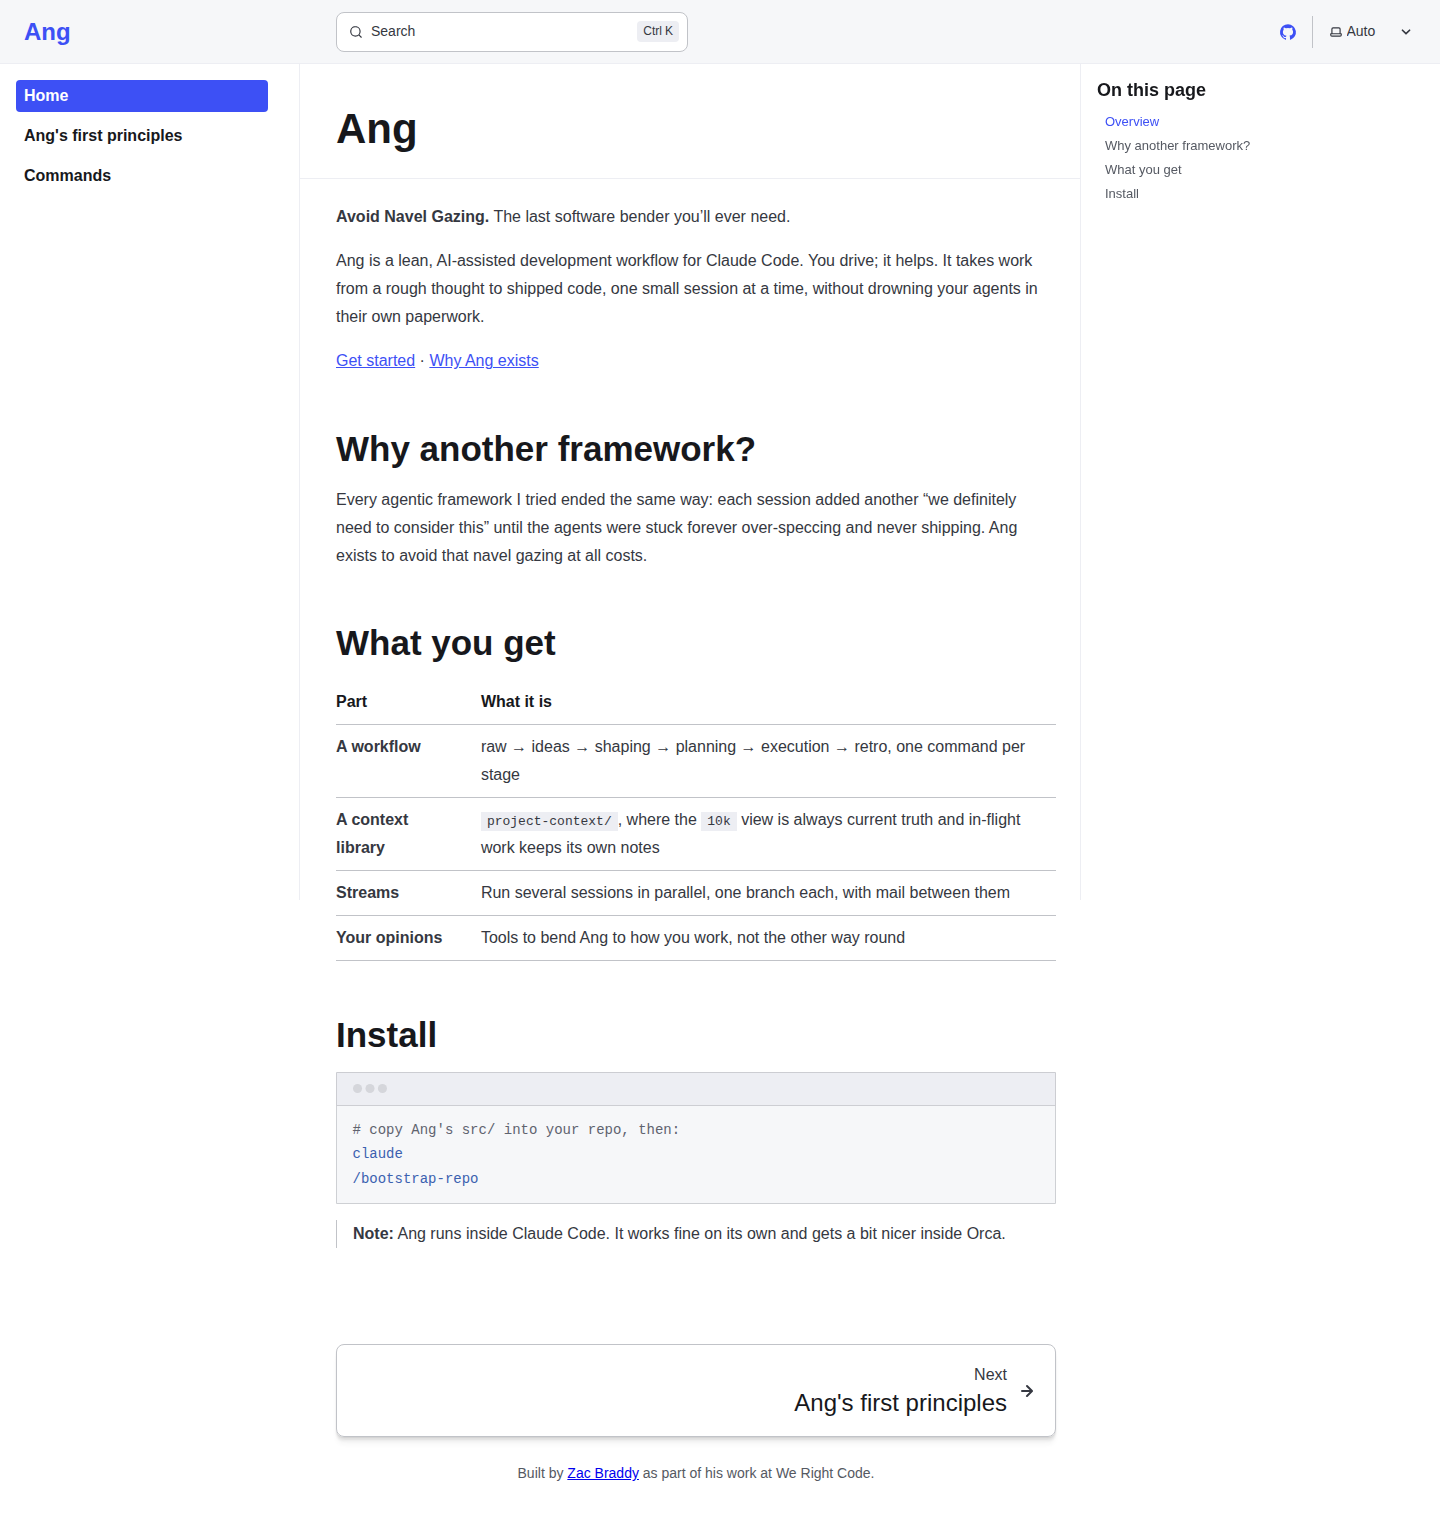 Ang
Search
Ctrl K
Auto
Home
Ang's first principles
Commands
On this page
Overview
Why another framework?
What you get
Install
Ang
Avoid Navel Gazing. The last software bender you’ll ever need.
Ang is a lean, AI-assisted development workflow for Claude Code. You drive; it helps. It takes work
from a rough thought to shipped code, one small session at a time, without drowning your agents in
their own paperwork.
Get started · Why Ang exists
Why another framework?
Every agentic framework I tried ended the same way: each session added another “we definitely
need to consider this” until the agents were stuck forever over-speccing and never shipping. Ang
exists to avoid that navel gazing at all costs.
What you get
Part What it is
A workflow raw → ideas → shaping → planning → execution → retro, one command per
stage
A context project-context/, where the 10k view is always current truth and in-flight
library work keeps its own notes
Streams Run several sessions in parallel, one branch each, with mail between them
Your opinions Tools to bend Ang to how you work, not the other way round
Install
# copy Ang's src/ into your repo, then:
claude
/bootstrap-repo
Note: Ang runs inside Claude Code. It works fine on its own and gets a bit nicer inside Orca.
Next
Ang's first principles
Built by Zac Braddy as part of his work at We Right Code.